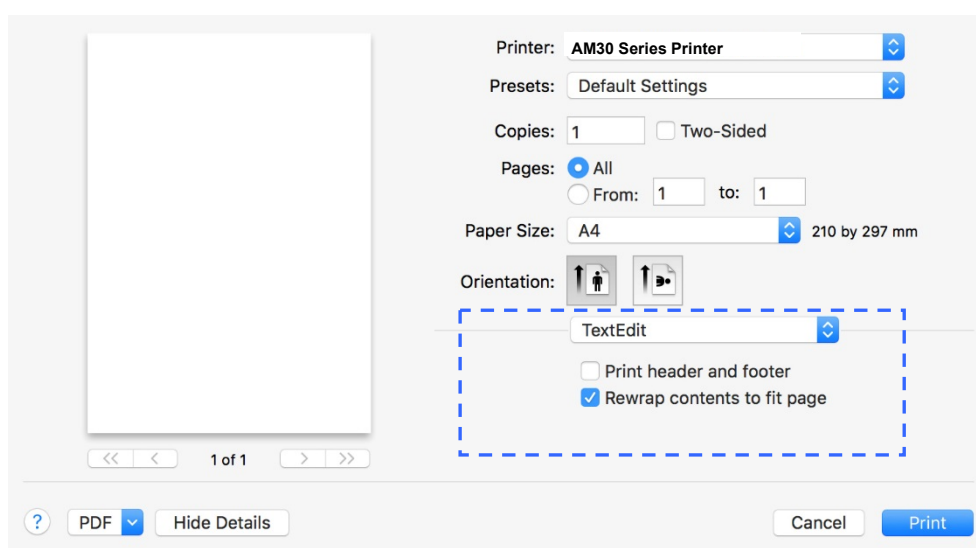 Printer: AM30 Series Printer
Presets: Default Settings
Copies: 1 Two-Sided
Pages: All
From: 1 to: 1
Paper Size: A4 210 by 297 mm
Orientation:
TextEdit
Print header and footer
Rewrap contents to fit page
<< < 1 of 1 > >>
? PDF Hide Details Cancel Print